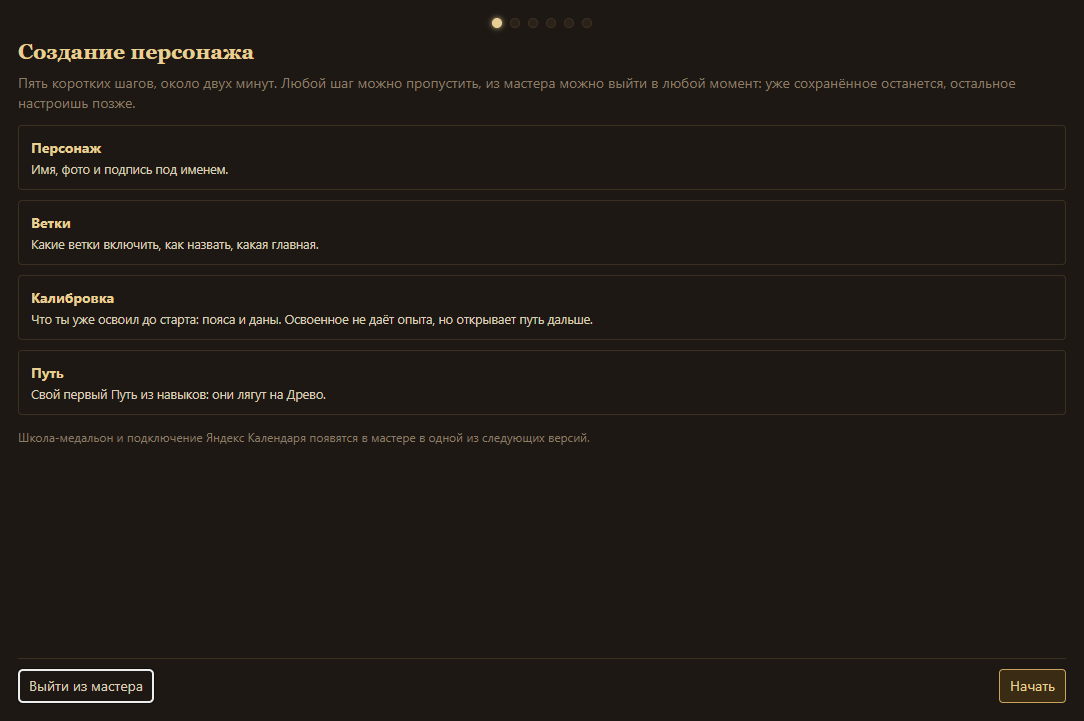 Создание персонажа
Пять коротких шагов, около двух минут. Любой шаг можно пропустить, из мастера можно выйти в любой момент: уже сохранённое останется, остальное
настроишь позже.
Персонаж
Имя, фото и подпись под именем.
Ветки
Какие ветки включить, как назвать, какая главная.
Калибровка
Что ты уже освоил до старта: пояса и даны. Освоенное не даёт опыта, но открывает путь дальше.
Путь
Свой первый Путь из навыков: они лягут на Древо.
Школа-медальон и подключение Яндекс Календаря появятся в мастере в одной из следующих версий.
Выйти из мастера
Начать